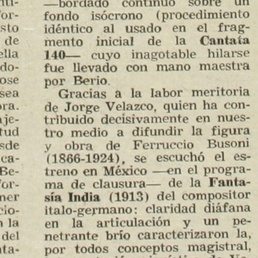 —bordado continuo sobre un
fondo isócrono (procedimiento
idéntico al usado en el frag-
mento inicial de la Cantata
140— cuyo inagotable hilarse
fue llevado con mano maestra
por Berio.
Gracias a la labor meritoria
de Jorge Velazco, quien ha con-
tribuido decisivamente en nues-
tro medio a difundir la figura
y obra de Ferruccio Busoni
(1866-1924), se escuchó el es-
treno en México —en el progra-
ma de clausura— de la Fanta-
sía India (1913) del compositor
italo-germano: claridad diáfana
en la articulación y un pe-
netrante brío caracterizaron la,
por todos conceptos magistral,